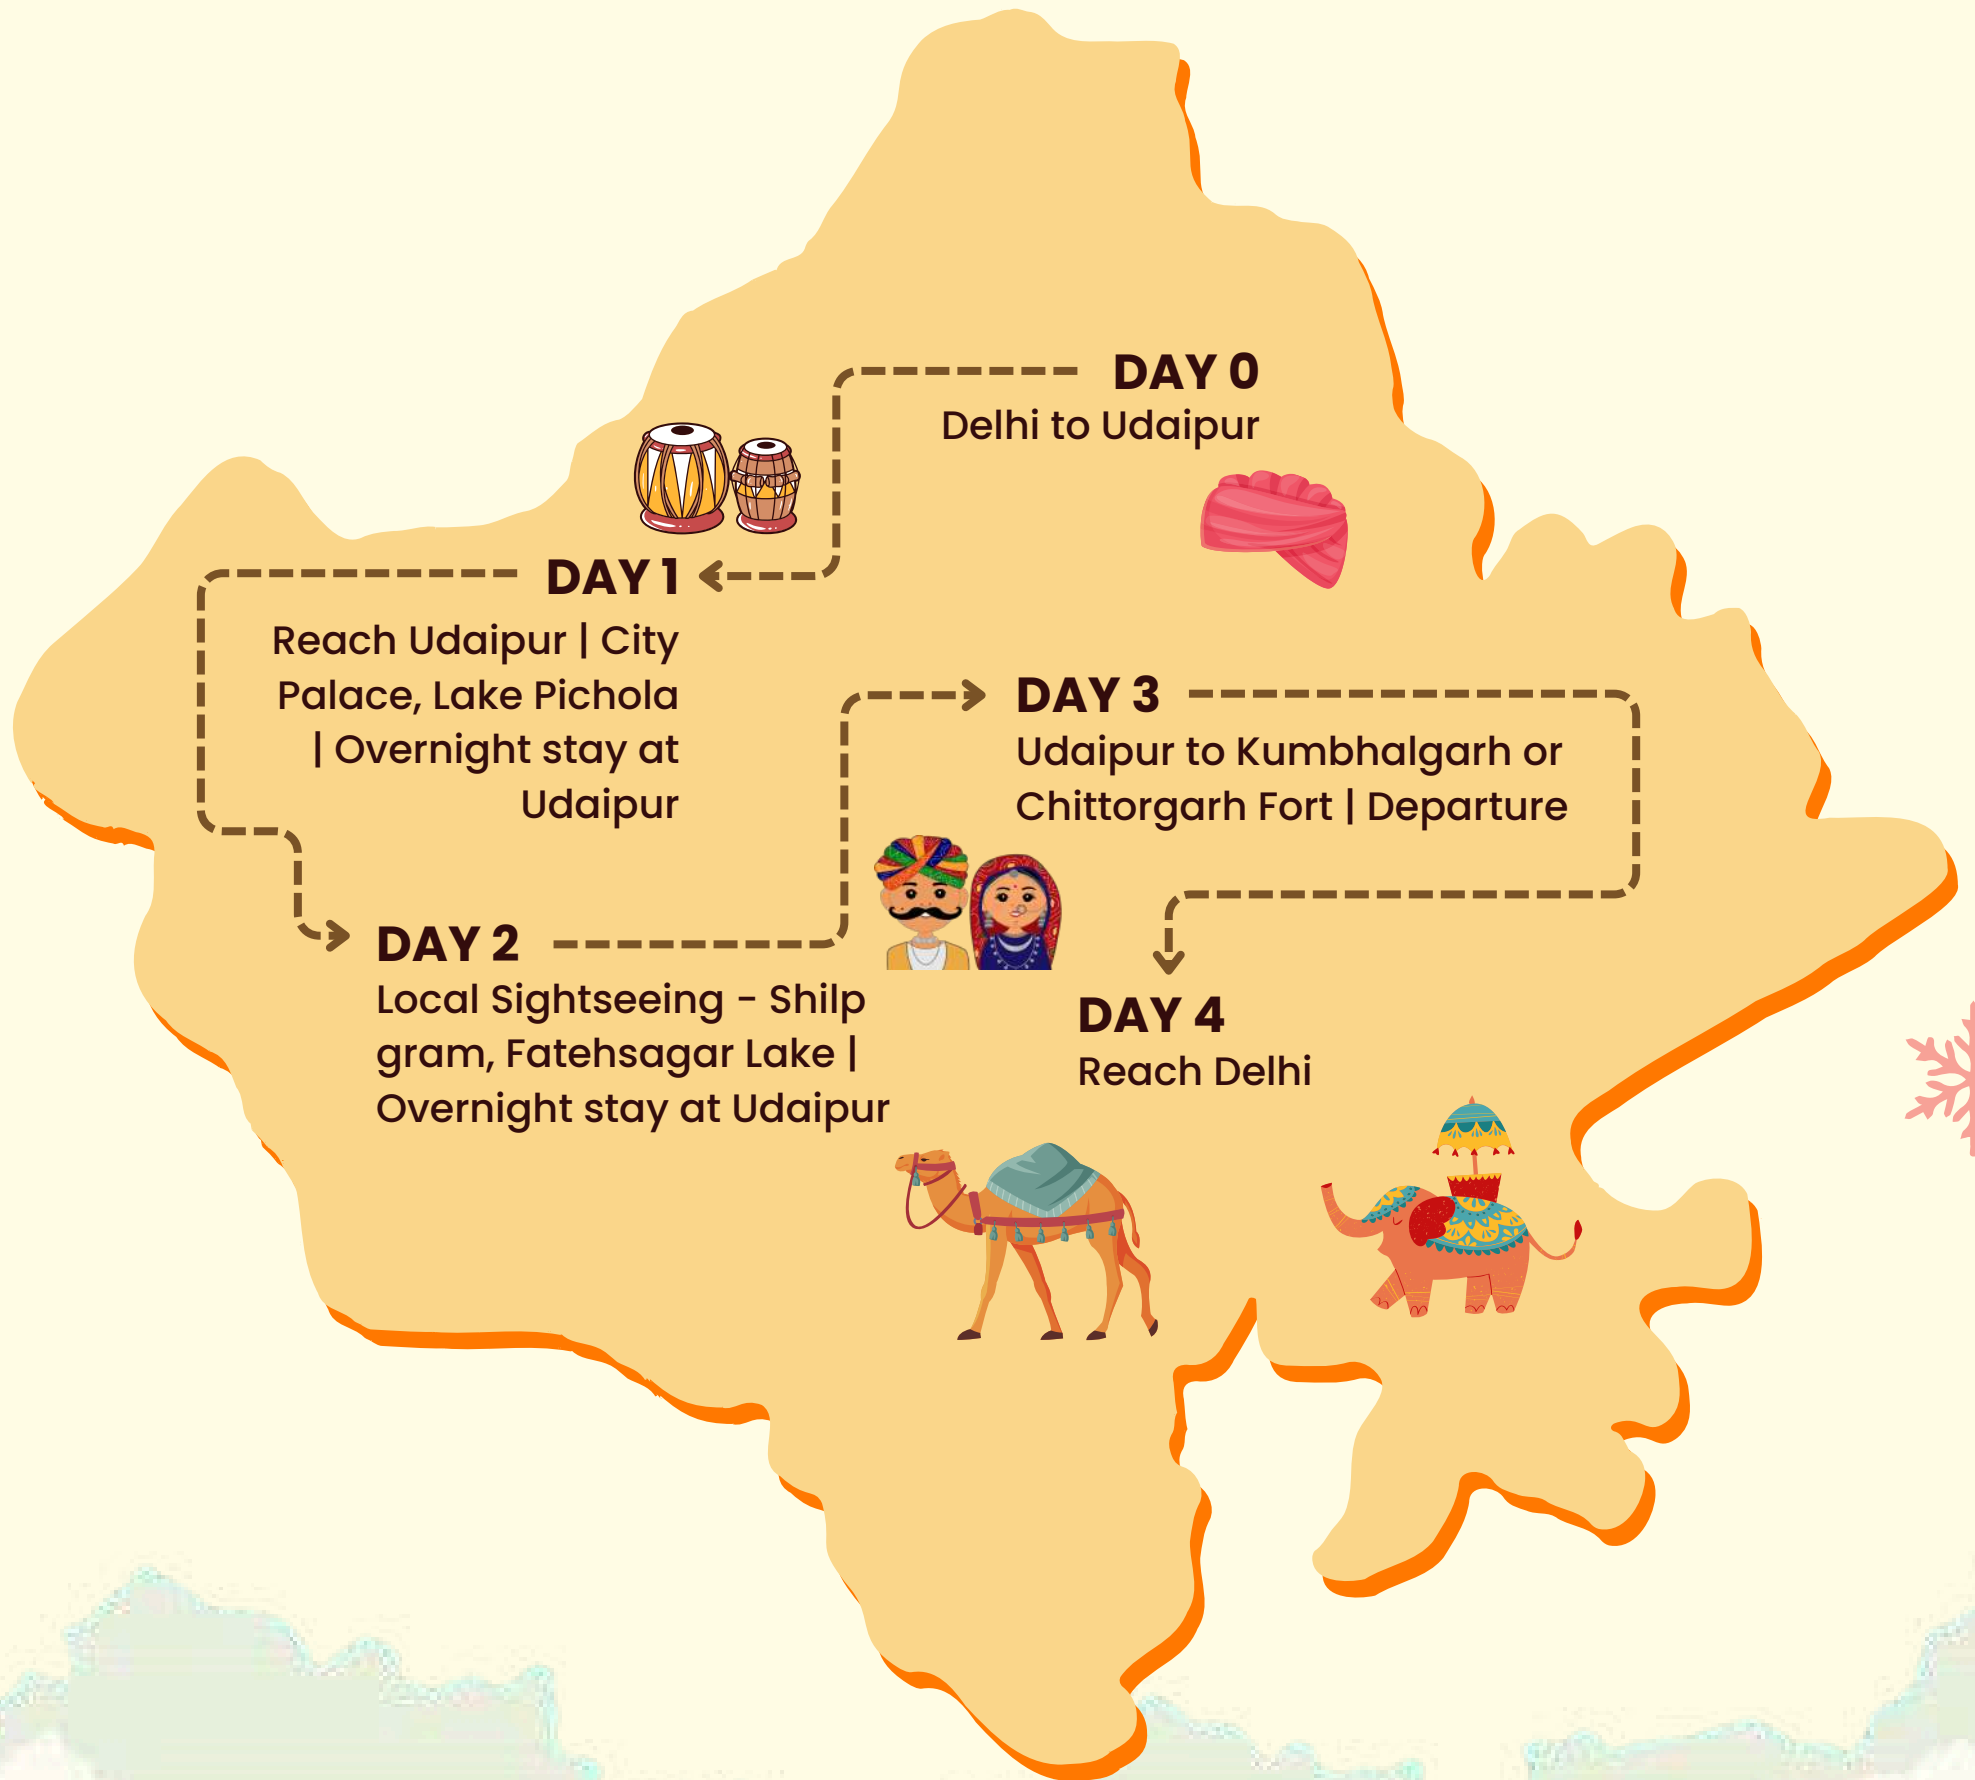 DAY 0
Delhi to Udaipur
DAY 1
Reach Udaipur | City
Palace, Lake Pichola
| Overnight stay at
Udaipur
DAY 2
Local Sightseeing - Shilp
gram, Fatehsagar Lake |
Overnight stay at Udaipur
DAY 3
Udaipur to Kumbhalgarh or
Chittorgarh Fort | Departure
DAY 4
Reach Delhi